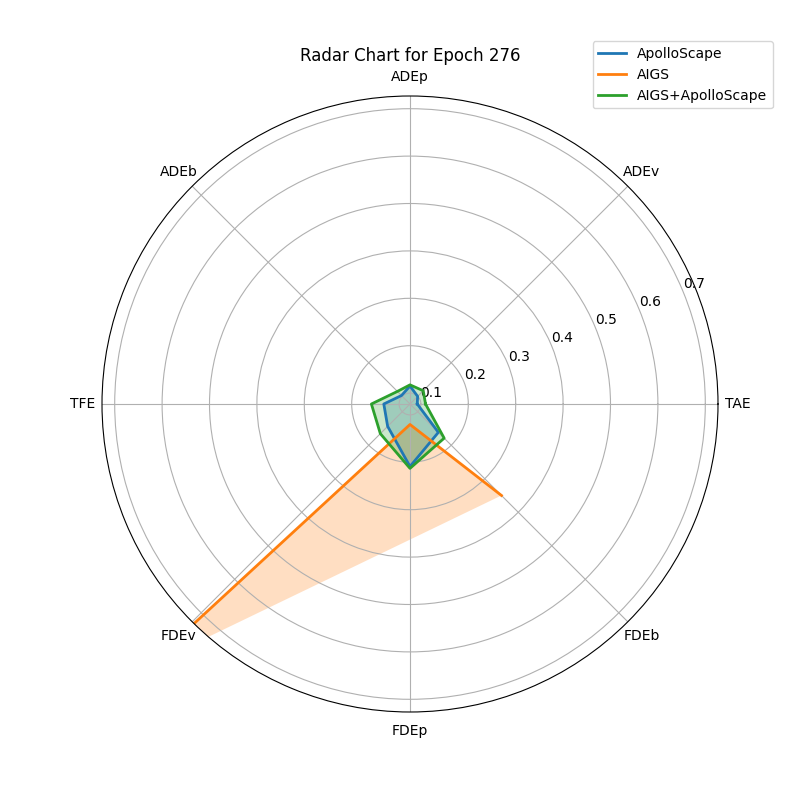 Radar Chart for Epoch 276
ApolloScape
AIGS
AIGS+ApolloScape
ADEp
ADEb
ADEv
TFE
TAE
FDEv
FDEb
FDEp
0.1
0.2
0.3
0.4
0.5
0.6
0.7